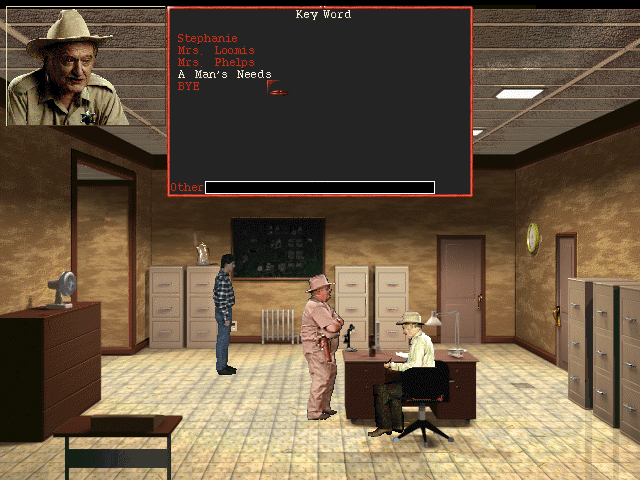 Key Word
Stephanie
Mrs. Loomis
Mrs. Phelps
A Man's Needs
BYE
Other